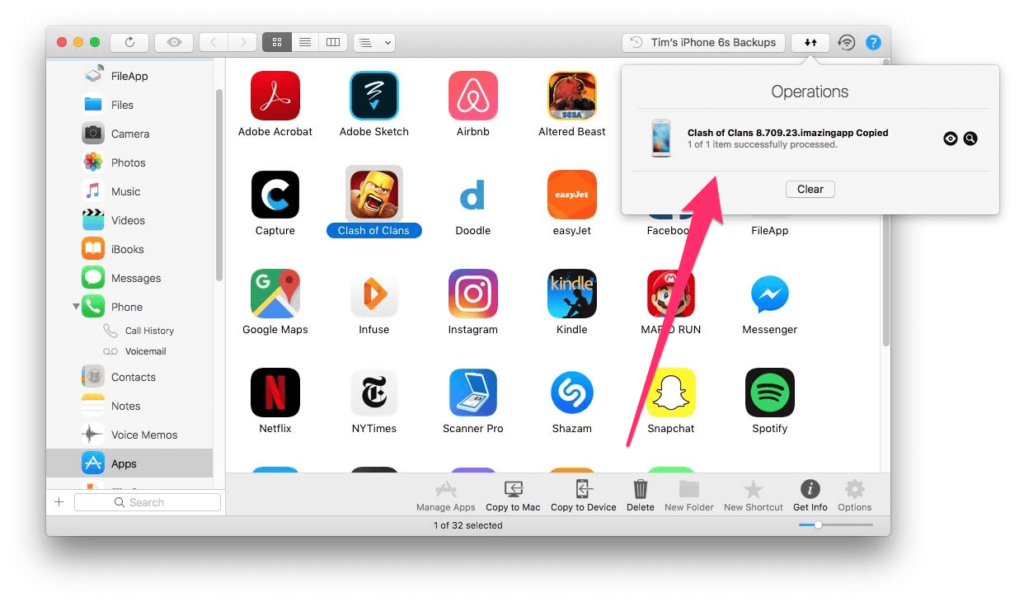 Tim's iPhone 6s Backups
?
FileApp
Files
Camera
Photos
Music
Videos
iBooks
Messages
Phone
Call History
Voicemail
Contacts
Notes
Voice Memos
Apps
Search
Adobe Acrobat
Adobe Sketch
SEGA
Airbnb
Altered Beast
Capture
Clash of Clans
Doodle
easyJet
easyJet
Facebook
FileApp
Google Maps
Infuse
Instagram
kindle
Kindle
MARIO RUN
Messenger
Netflix
NYTimes
Scanner Pro
Shazam
Snapchat
Spotify
Operations
Clash of Clans 8.709.23.imazingapp Copied
1 of 1 item successfully processed.
Clear
Manage Apps
Copy to Mac
Copy to Device
Delete
New Folder
New Shortcut
Get Info
Options
1 of 32 selected